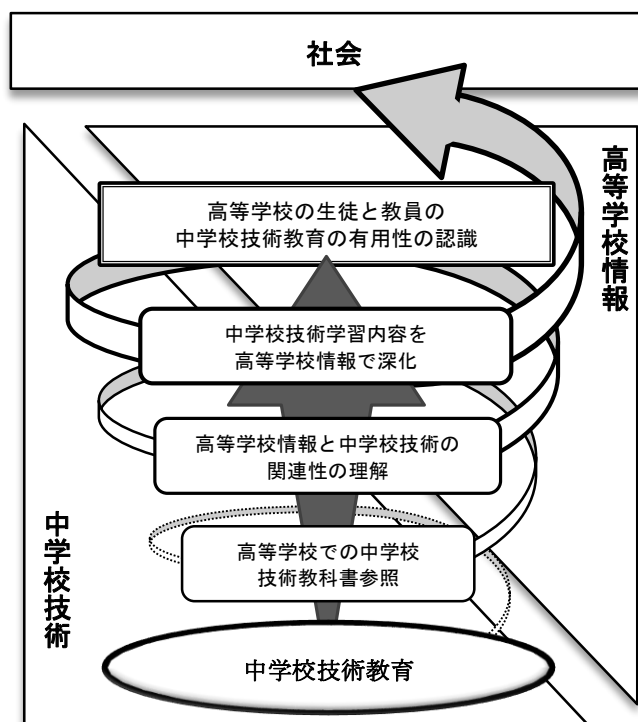 社会
高等学校情報
高等学校の生徒と教員の
中学校技術教育の有用性の認識
中学校技術学習内容を
高等学校情報で深化
高等学校情報と中学校技術の
関連性の理解
中学校技術
高等学校での中学校
技術教科書参照
中学校技術教育